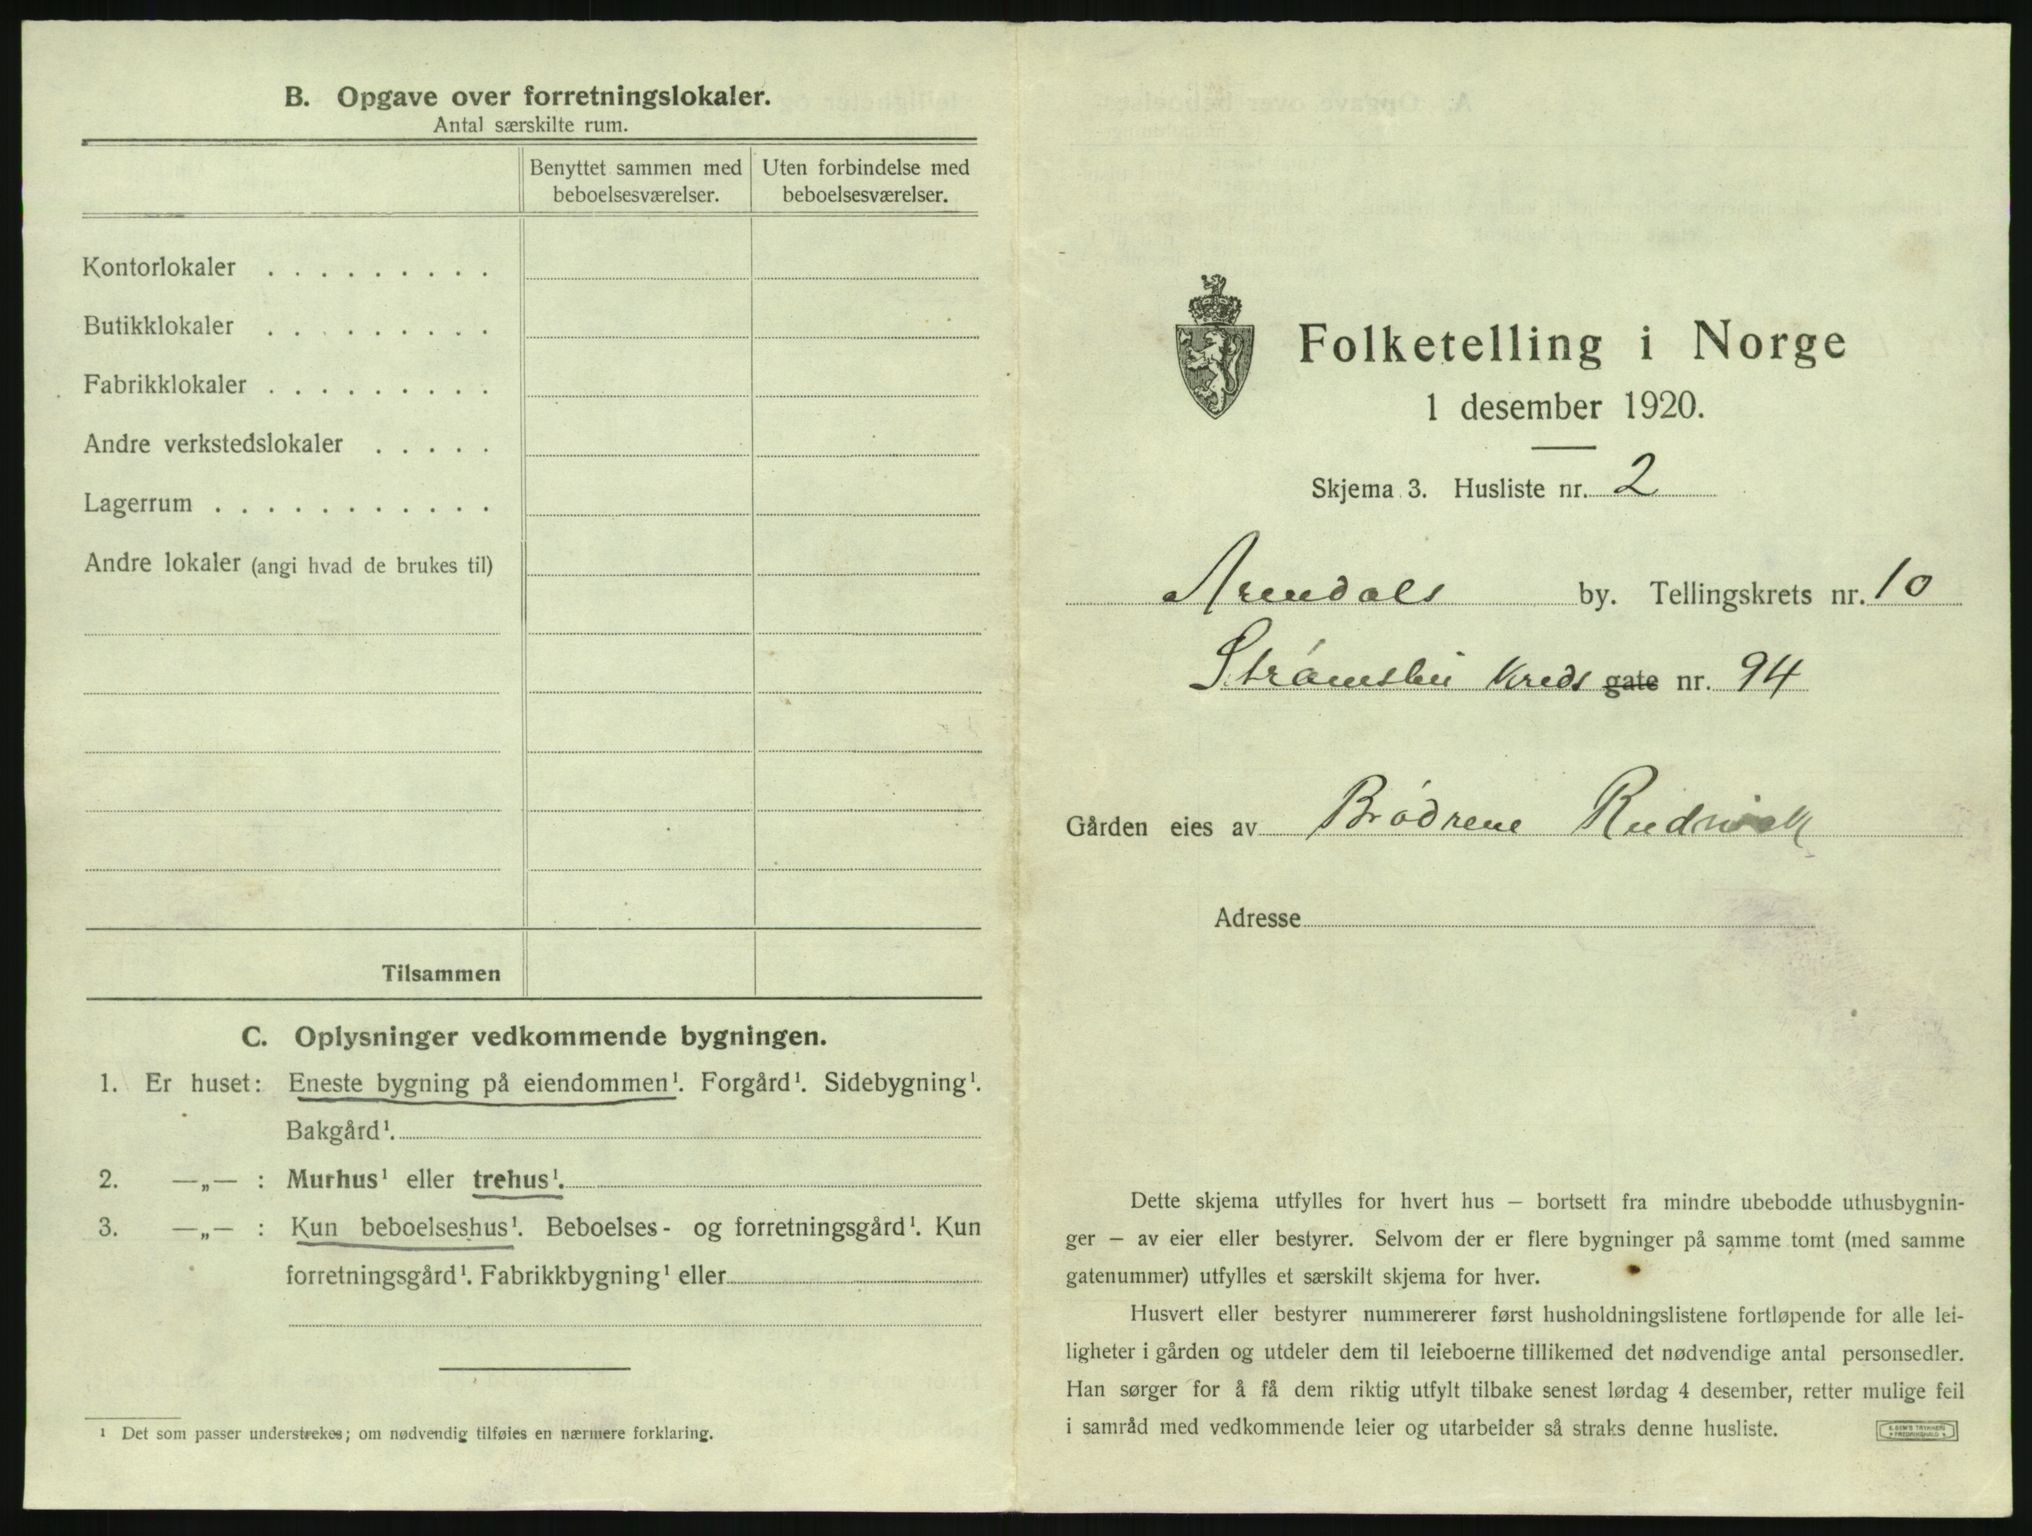 B. Opgave over forretningslokaler.
Antal særskilte rum.
Benyttet sammen med beboelsesværelser.
Uten forbindelse med beboelsesværelser.
Kontorlokaler . . . . . . . . .
Butikklokaler . . . . . . . . .
Fabrikklokaler . . . . . . . . .
Andre verkstedslokaler . . . . .
Lagerrum . . . . . . . . . . .
Andre lokaler (angi hvad de brukes til)
Tilsammen
C. Oplysninger vedkommende bygningen.
1. Er huset: Eneste bygning på eiendommen¹. Forgård¹. Sidebygning¹.
Bakgård¹.
2. —„— : Murhus¹ eller trehus¹.
3. —„— : Kun beboelseshus¹. Beboelses- og forretningsgård¹. Kun
forretningsgård¹. Fabrikkbygning¹ eller
¹ Det som passer understrekes; om nødvendig tilføies en nærmere forklaring.
Folketelling i Norge
1 desember 1920.
Skjema 3. Husliste nr. 2
Arendals by. Tellingskrets nr. 10
Strømsbu Kreds gate nr. 94
Gården eies av Brødrene
Adresse
Dette skjema utfylles for hvert hus – bortsett fra mindre ubebodde uthusbygnin-
ger – av eier eller bestyrer. Selvom der er flere bygninger på samme tomt (med samme
gatenummer) utfylles et særskilt skjema for hver.
Husvert eller bestyrer nummererer først husholdningslistene fortløpende for alle lei-
ligheter i gården og utdeler dem til leieboerne tillikemed det nødvendige antal personsedler.
Han sørger for å få dem riktig utfylt tilbake senest lørdag 4 desember, retter mulige feil
i samråd med vedkommende leier og utarbeider så straks denne husliste.